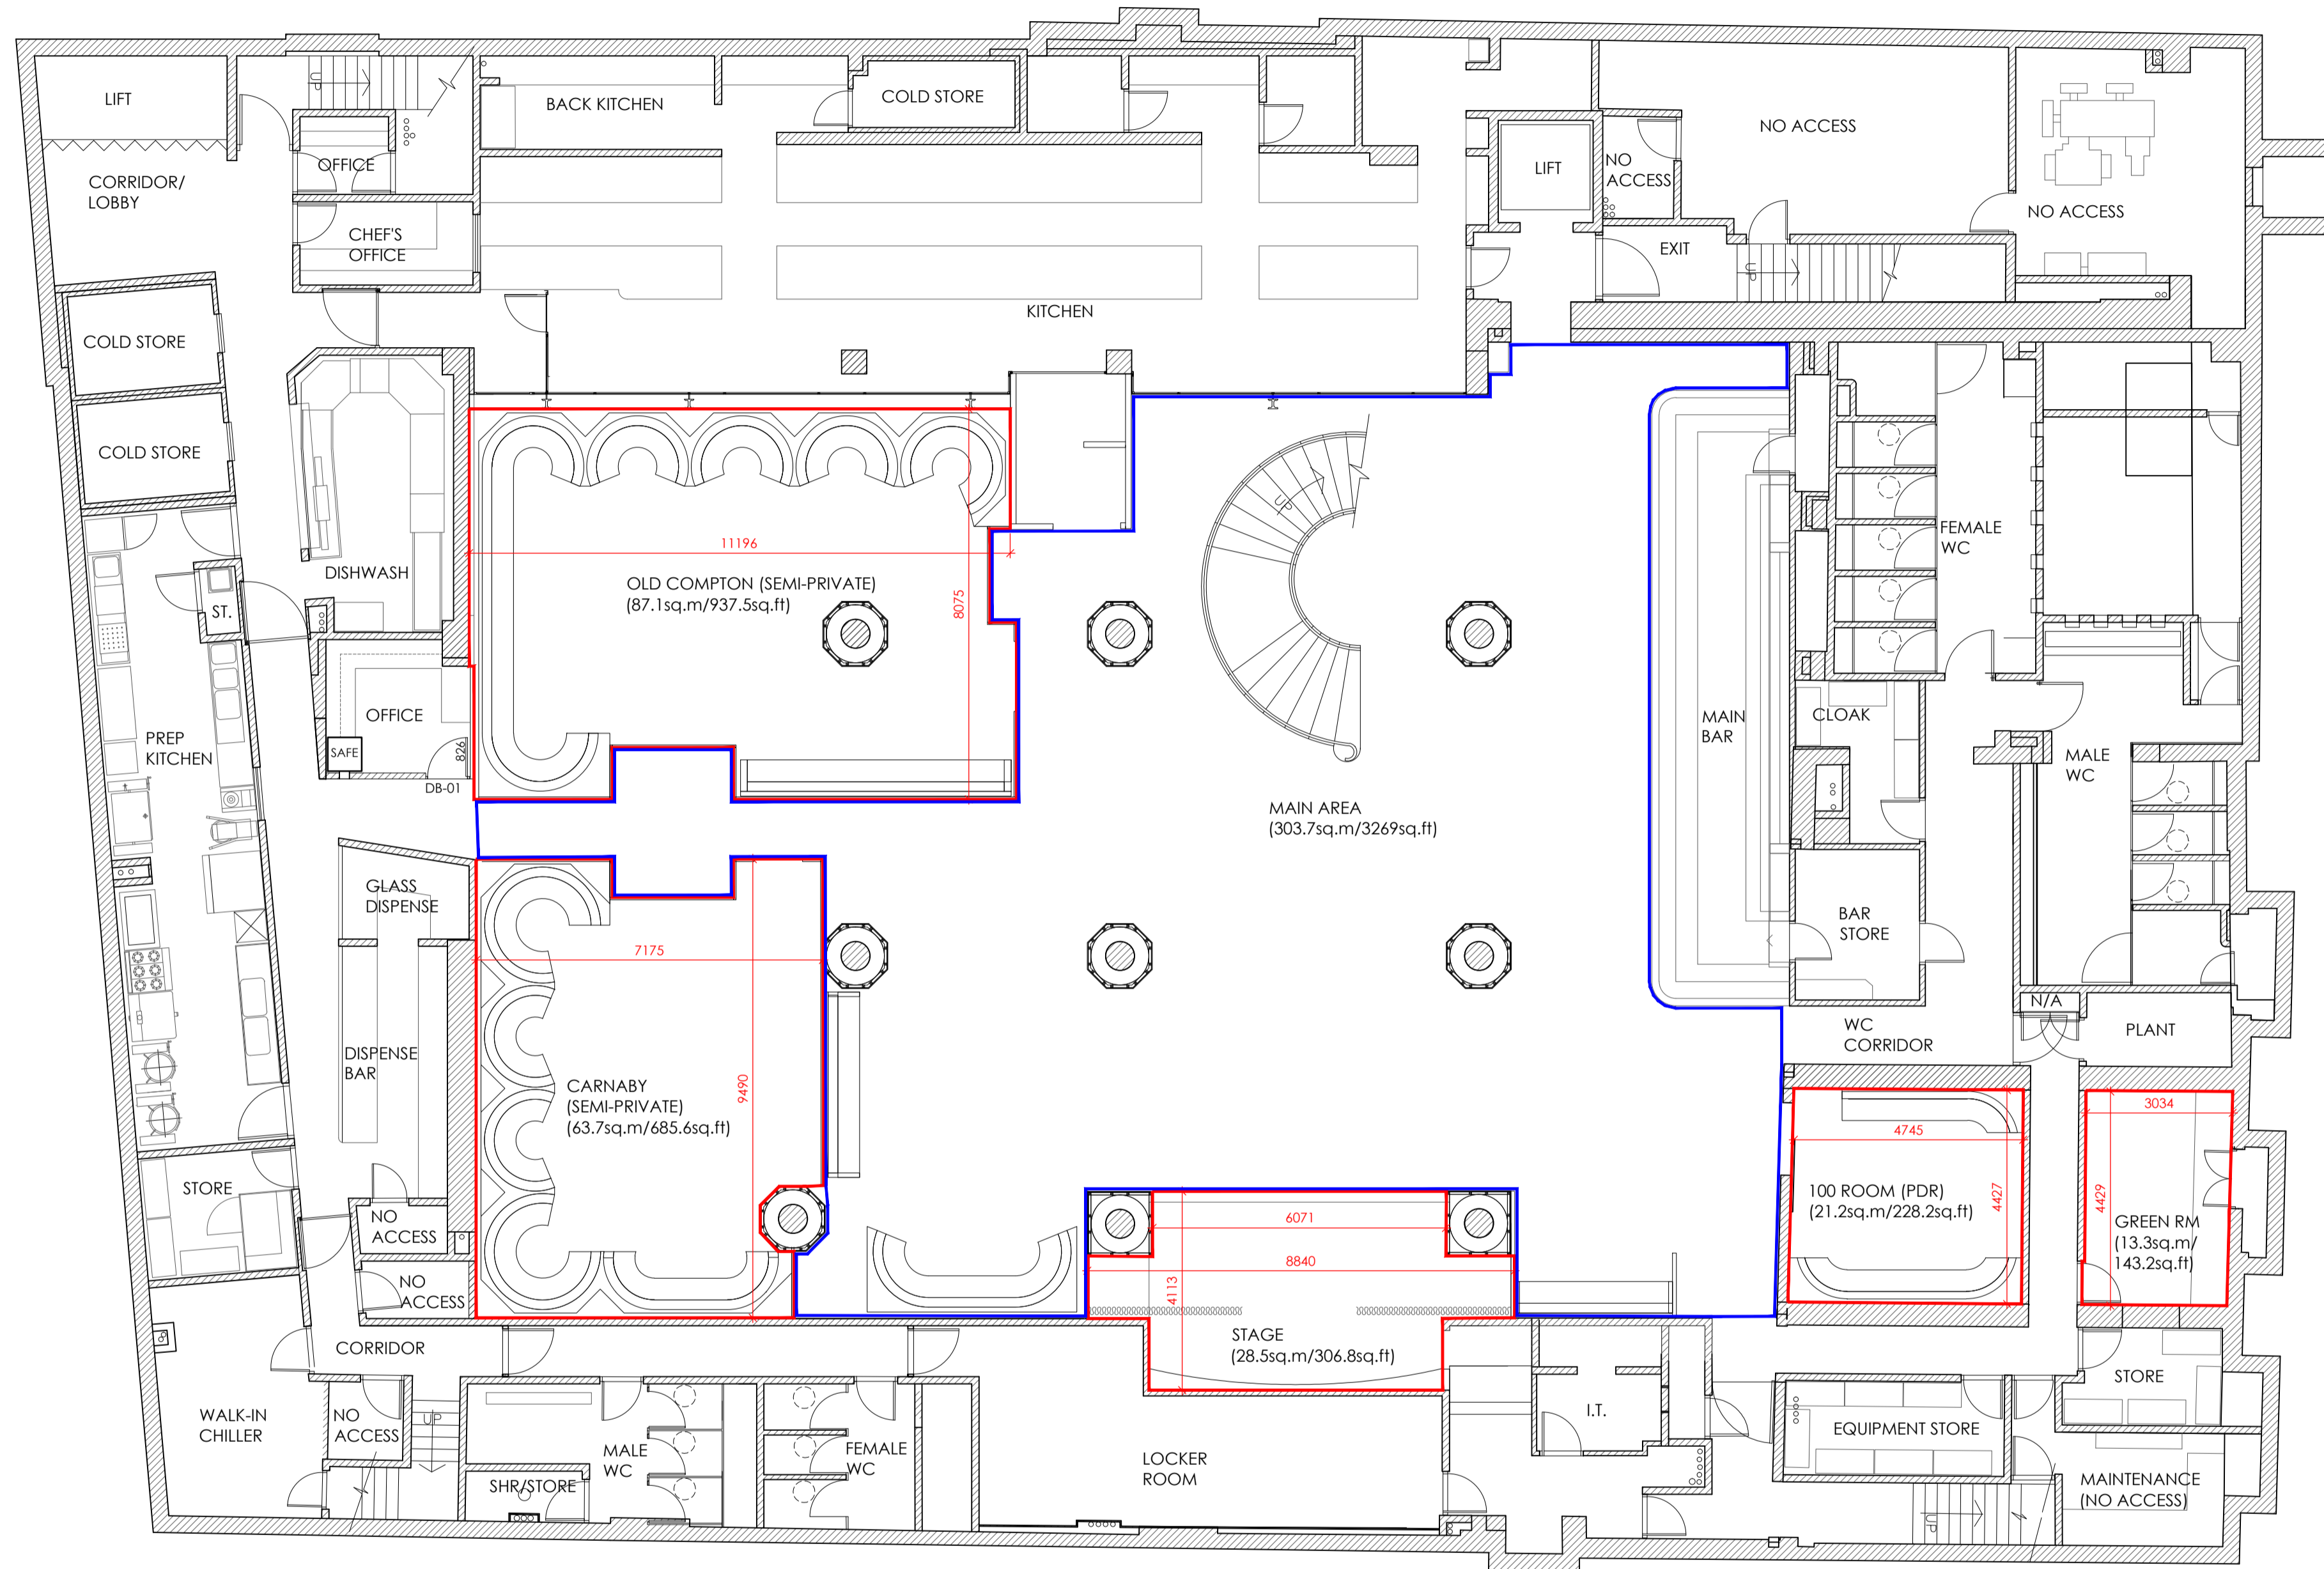 LIFT
UP
BACK KITCHEN
COLD STORE
NO ACCESS
OFFICE
NO
ACCESS
LIFT
CORRIDOR/
LOBBY
NO ACCESS
CHEF'S
OFFICE
EXIT
UP
KITCHEN
COLD STORE
COLD STORE
UP
11196
FEMALE
WC
DISHWASH
OLD COMPTON (SEMI-PRIVATE)
(87.1sq.m/937.5sq.ft)
8075
ST.
OFFICE
MAIN
BAR
CLOAK
PREP
KITCHEN
SAFE
826
MALE
WC
DB-01
MAIN AREA
(303.7sq.m/3269sq.ft)
GLASS
DISPENSE
BAR
STORE
7175
N/A
WC
CORRIDOR
PLANT
DISPENSE
BAR
9490
CARNABY
(SEMI-PRIVATE)
(63.7sq.m/685.6sq.ft)
3034
4745
STORE
100 ROOM (PDR)
(21.2sq.m/228.2sq.ft)
4427
4429
NO
ACCESS
6071
GREEN RM
(13.3sq.m/
143.2sq.ft)
8840
4113
NO
ACCESS
STAGE
(28.5sq.m/306.8sq.ft)
CORRIDOR
STORE
WALK-IN
CHILLER
NO
ACCESS
UP
I.T.
EQUIPMENT STORE
MALE
WC
FEMALE
WC
LOCKER
ROOM
SHR/STORE
MAINTENANCE
(NO ACCESS)
UP